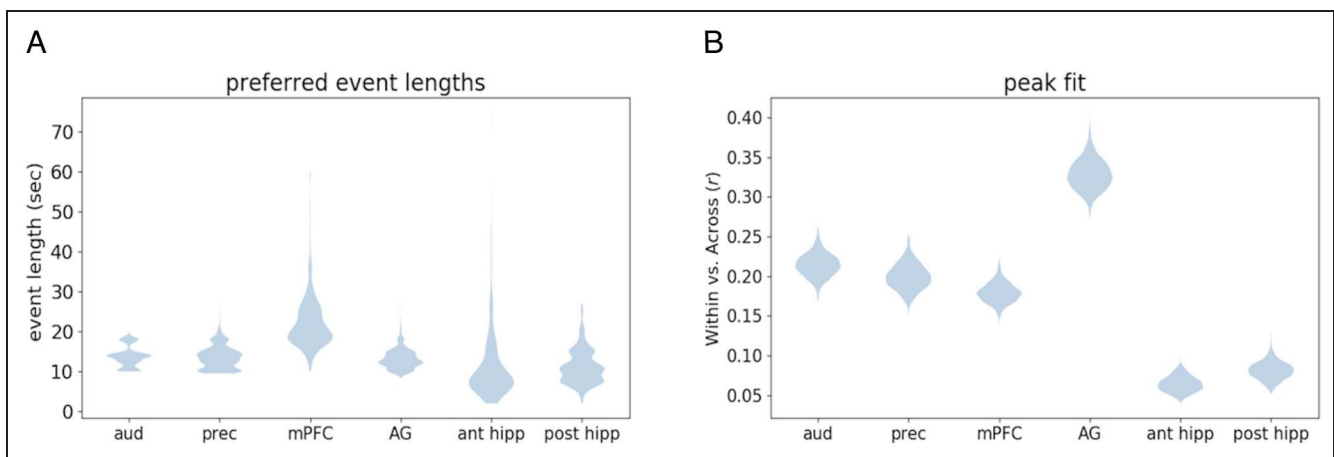 A
preferred event lengths
event length (sec)
70
60
50
40
30
20
10
0
aud prec mPFC AG ant hipp post hipp
B
peak fit
Within vs. Across (r)
0.40
0.35
0.30
0.25
0.20
0.15
0.10
0.05
aud prec mPFC AG ant hipp post hipp